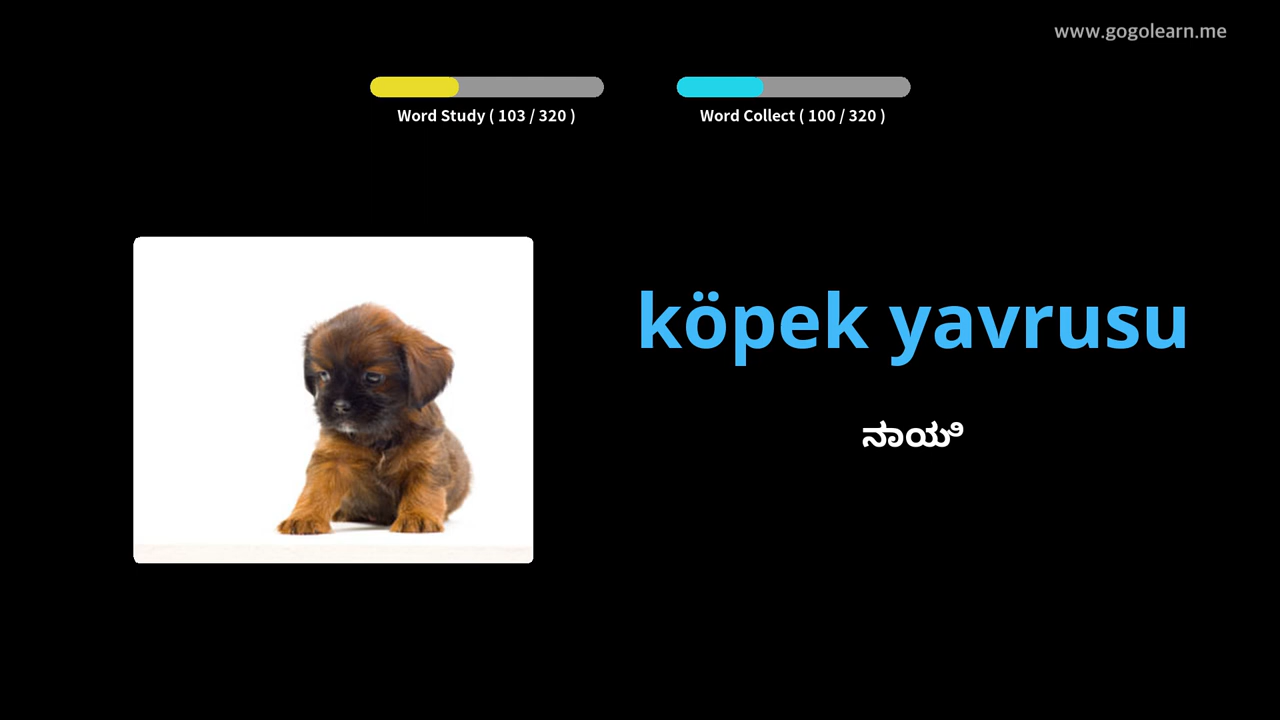 www.gogolearn.me
Word Study ( 103 / 320 )
Word Collect ( 100 / 320 )
köpek yavrusu
ನಾಯಿ